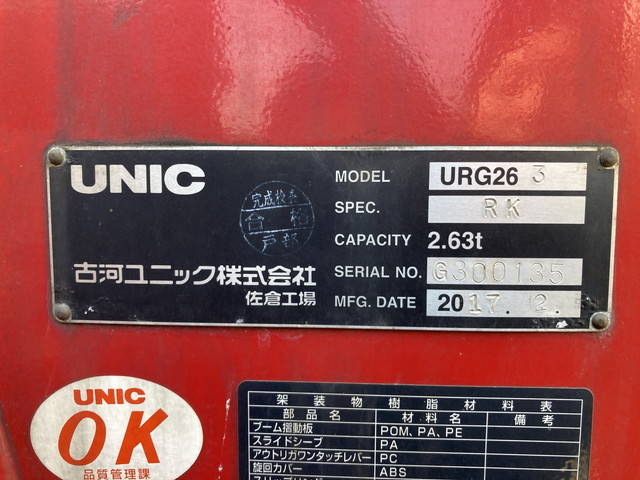 UNIC
完成検査
合格
戸部
古河ユニック株式会社
佐倉工場
MODEL URG26 3
SPEC. RK
CAPACITY 2.63t
SERIAL NO. G300135
MFG. DATE 2017.12.
UNIC
OK
品質管理課
架装物樹脂材料表
部品名 材料名 備考
ブーム摺動板 POM, PA, PE
スライドシーブ PA
アウトリガワンタッチレバー PC
旋回カバー ABS